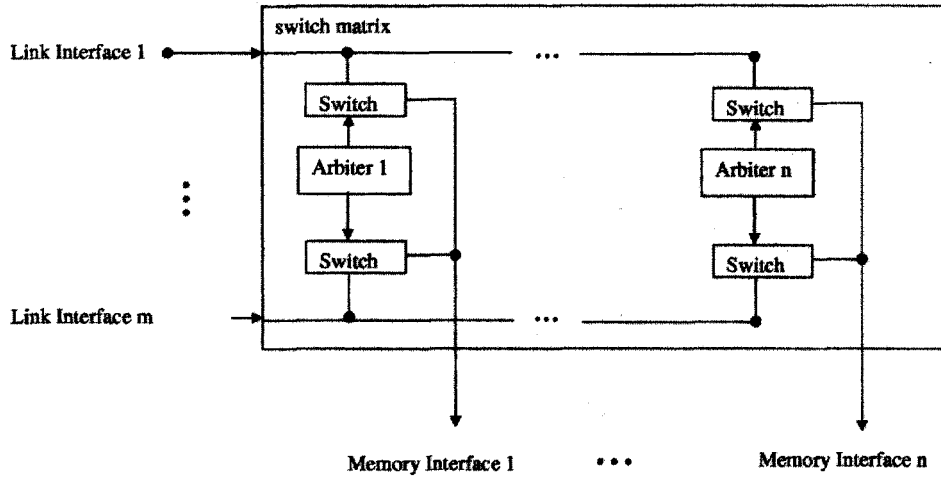 switch matrix
Link Interface 1
...
Switch
Switch
Arbiter 1
Arbiter n
...
Switch
Switch
Link Interface m
...
Memory Interface 1
...
Memory Interface n